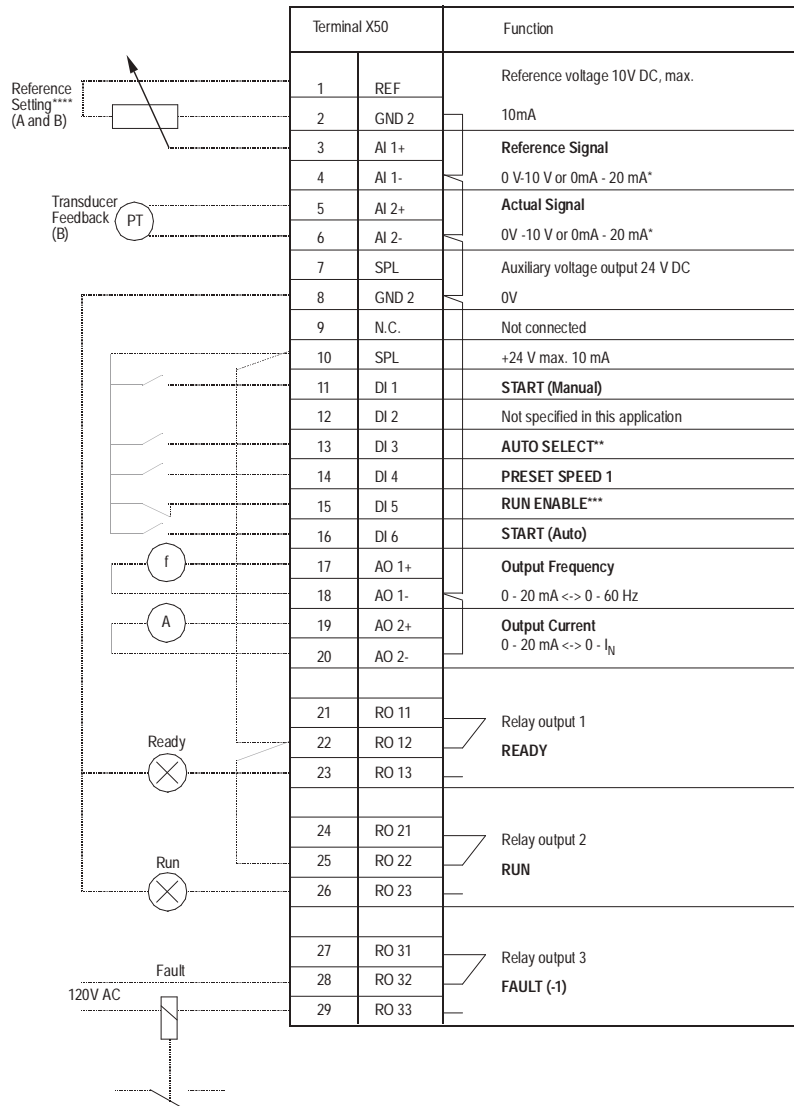 Terminal X50 Function
Reference voltage 10V DC, max.
1 REF
Reference
Setting****
(A and B)
2 GND 2 10mA
3 AI 1+ Reference Signal
4 AI 1- 0 V-10 V or 0mA - 20 mA*
Transducer
Feedback
(B)
PT
5 AI 2+ Actual Signal
6 AI 2- 0V -10 V or 0mA - 20 mA*
7 SPL Auxiliary voltage output 24 V DC
8 GND 2 0V
9 N.C. Not connected
10 SPL +24 V max. 10 mA
11 DI 1 START (Manual)
12 DI 2 Not specified in this application
13 DI 3 AUTO SELECT**
14 DI 4 PRESET SPEED 1
15 DI 5 RUN ENABLE***
16 DI 6 START (Auto)
f 17 AO 1+ Output Frequency
18 AO 1- 0 - 20 mA <-> 0 - 60 Hz
A 19 AO 2+ Output Current
0 - 20 mA <-> 0 - IN
20 AO 2-
21 RO 11 Relay output 1
Ready 22 RO 12 READY
23 RO 13
24 RO 21 Relay output 2
Run 25 RO 22 RUN
26 RO 23
27 RO 31 Relay output 3
Fault 28 RO 32 FAULT (-1)
120V AC 29 RO 33